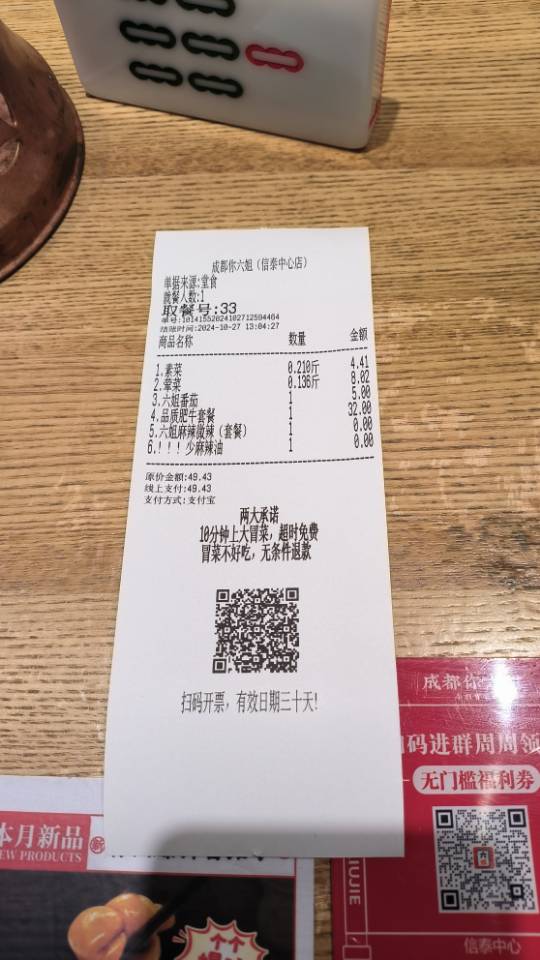 成都你六姐（信泰中心店）
单据来源:堂食
就餐人数:1
取餐号:33
单号:10141552024102712594464
结账时间:2024-10-27 13:04:27
商品名称 数量 金额
1.素菜 0.210斤 4.41
2.荤菜 0.136斤 8.02
3.六姐番茄 1 5.00
4.品质肥牛套餐 1 32.00
5.六姐麻辣微辣（套餐） 1 0.00
6.！！！少麻辣油 1 0.00
原价金额:49.43
线上支付:49.43
支付方式:支付宝
两大承诺
10分钟上大冒菜，超时免费
冒菜不好吃，无条件退款
扫码开票，有效日期三十天!
成都你
码进群周周领
无门槛福利券
IUJIE
信泰中心
本月新品
EW PRODUCTS